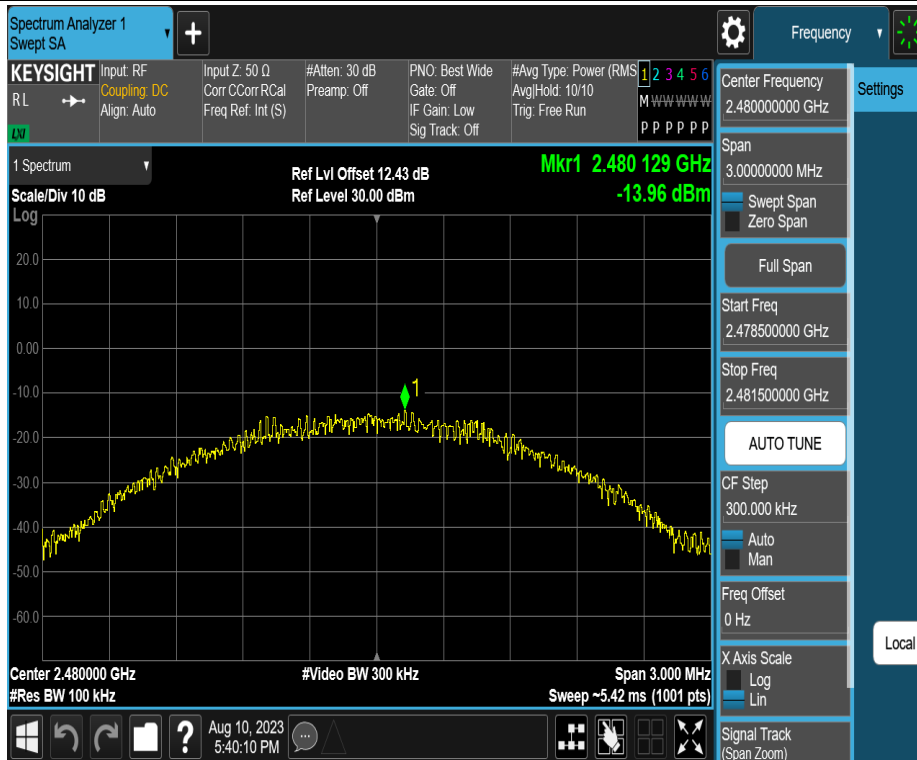 Spectrum Analyzer 1
Swept SA
+
Frequency
KEYSIGHT
RL
LXI
Input: RF
Coupling: DC
Align: Auto
Input Z: 50 Ω
Corr CCorr RCal
Freq Ref: Int (S)
#Atten: 30 dB
Preamp: Off
PNO: Best Wide
Gate: Off
IF Gain: Low
Sig Track: Off
#Avg Type: Power (RMS
Avg|Hold: 10/10
Trig: Free Run
1 2 3 4 5 6
M W W W W W
P P P P P P
1 Spectrum
Scale/Div 10 dB
Log
Ref Lvl Offset 12.43 dB
Ref Level 30.00 dBm
Mkr1 2.480 129 GHz
-13.96 dBm
20.0
10.0
0.00
-10.0
-20.0
-30.0
-40.0
-50.0
-60.0
1
Center 2.480000 GHz
#Res BW 100 kHz
#Video BW 300 kHz
Span 3.000 MHz
Sweep ~5.42 ms (1001 pts)
Center Frequency
2.480000000 GHz
Span
3.00000000 MHz
Swept Span
Zero Span
Full Span
Start Freq
2.478500000 GHz
Stop Freq
2.481500000 GHz
AUTO TUNE
CF Step
300.000 kHz
Auto
Man
Freq Offset
0 Hz
X Axis Scale
Log
Lin
Signal Track
(Span Zoom)
Settings
Local
?
Aug 10, 2023
5:40:10 PM